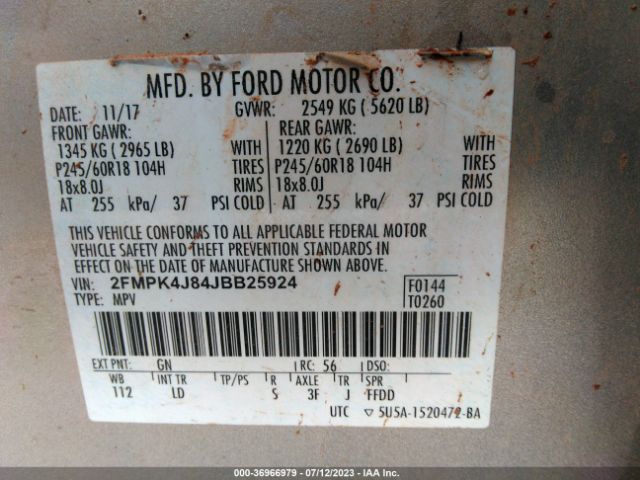 MFD. BY FORD MOTOR CO.
DATE: 11/17 GVWR: 2549 KG ( 5620 LB)
FRONT GAWR: REAR GAWR:
1345 KG ( 2965 LB) WITH 1220 KG ( 2690 LB) WITH
P245/60R18 104H TIRES P245/60R18 104H TIRES
18x8.0J RIMS 18x8.0J RIMS
AT 255 kPa/ 37 PSI COLD AT 255 kPa/ 37 PSI COLD
THIS VEHICLE CONFORMS TO ALL APPLICABLE FEDERAL MOTOR
VEHICLE SAFETY AND THEFT PREVENTION STANDARDS IN
EFFECT ON THE DATE OF MANUFACTURE SHOWN ABOVE.
VIN: 2FMPK4J84JBB25924 F0144
TYPE: MPV T0260
EXT PNT: GN RC: 56 DSO:
WB INT TR TP/PS R AXLE TR SPR
112 LD S 3F J FFDD
UTC ▽ 5U5A-1520472-BA
000-36966979 - 07/12/2023 - IAA Inc.